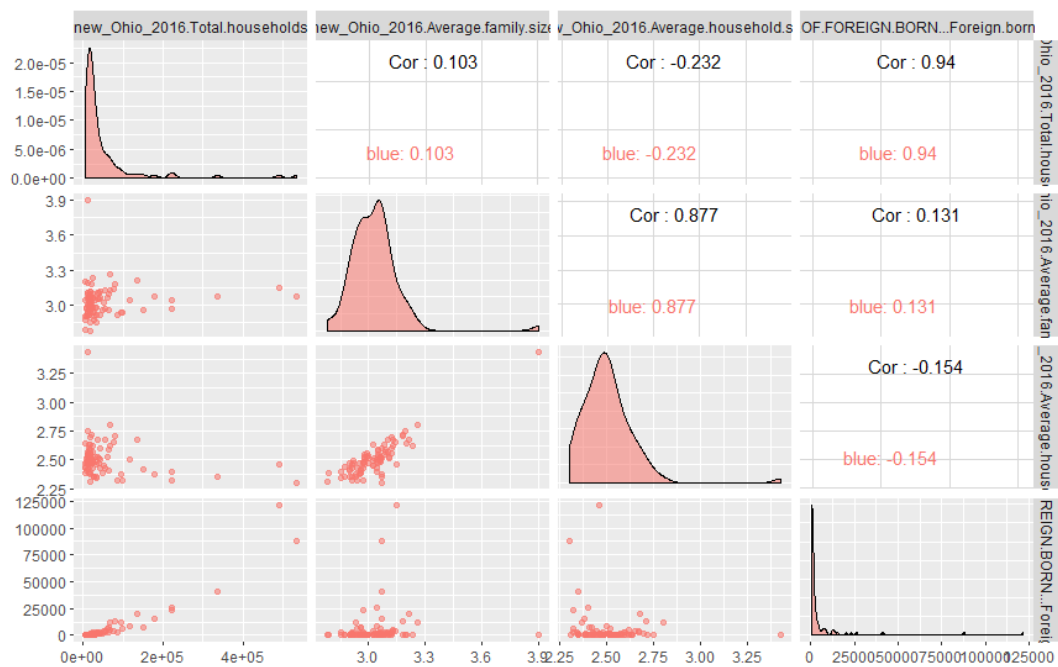 new_Ohio_2016.Total.households
new_Ohio_2016.Average.family.size
v_Ohio_2016.Average.household.s
OF.FOREIGN.BORN...Foreign.born
Cor : 0.103
Cor : -0.232
Cor : 0.94
blue: 0.103
blue: -0.232
blue: 0.94
2.0e-05
1.5e-05
1.0e-05
5.0e-06
0.0e+00
Ohio_2016.Total.hous
Cor : 0.877
Cor : 0.131
blue: 0.877
blue: 0.131
3.9
3.6
3.3
3.0
io_2016.Average.fan
Cor : -0.154
blue: -0.154
3.25
3.00
2.75
2.50
2.25
_2016.Average.hous
125000
100000
75000
50000
25000
0
REIGN.BORN...Foreig
0e+00 2e+05 4e+05 3.0 3.3 3.6 3.92.25 2.50 2.75 3.00 3.25 0 25000 50000 75000 100000 125000